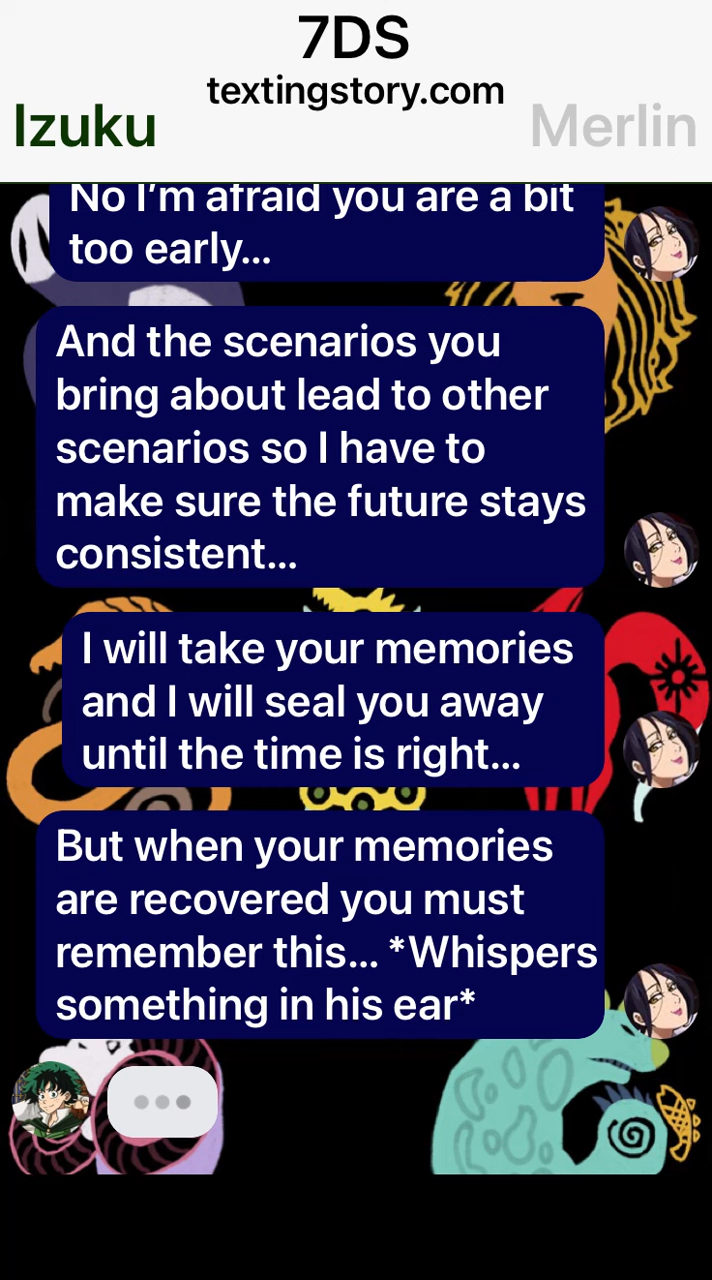 7DS
textingstory.com
Izuku
Merlin
No I’m afraid you are a bit
too early...
And the scenarios you
bring about lead to other
scenarios so I have to
make sure the future stays
consistent...
I will take your memories
and I will seal you away
until the time is right...
But when your memories
are recovered you must
remember this... *Whispers
something in his ear*